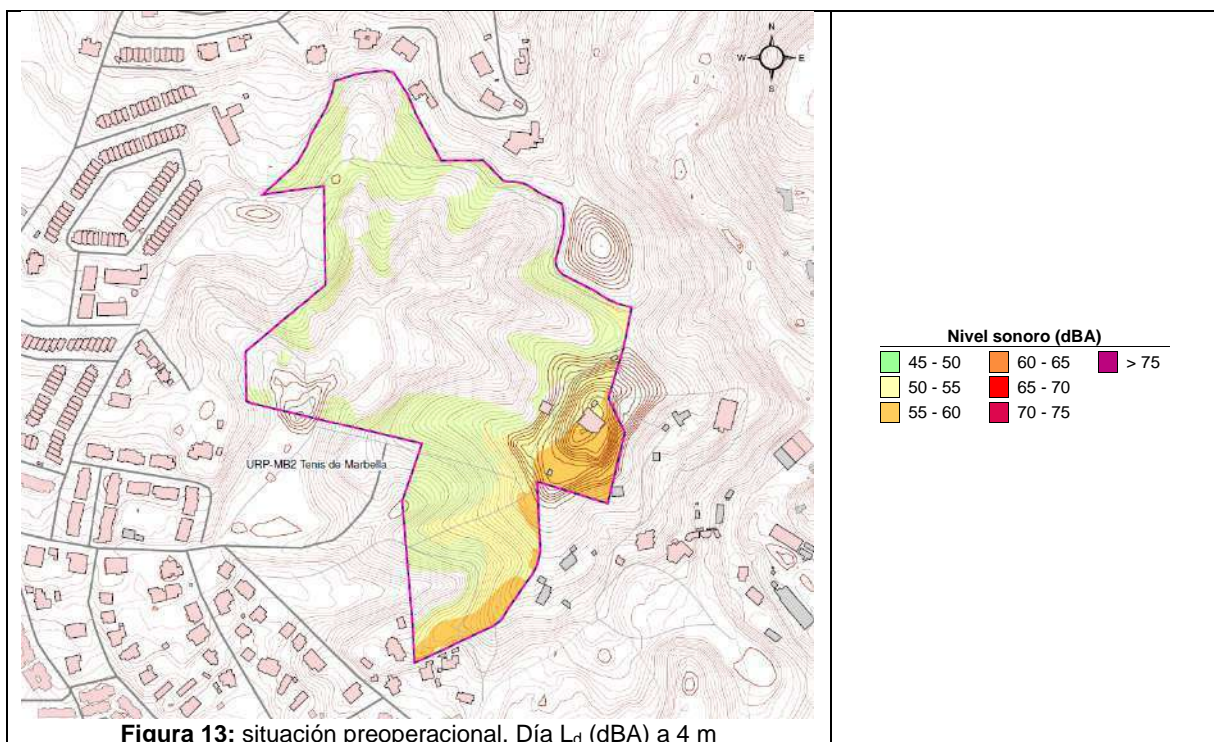 N
W E
S
URP-MB2 Tenis de Marbella
Nivel sonoro (dBA)
45 - 50 60 - 65 > 75
50 - 55 65 - 70
55 - 60 70 - 75
Figura 13: situación preoperacional. Día Ld (dBA) a 4 m